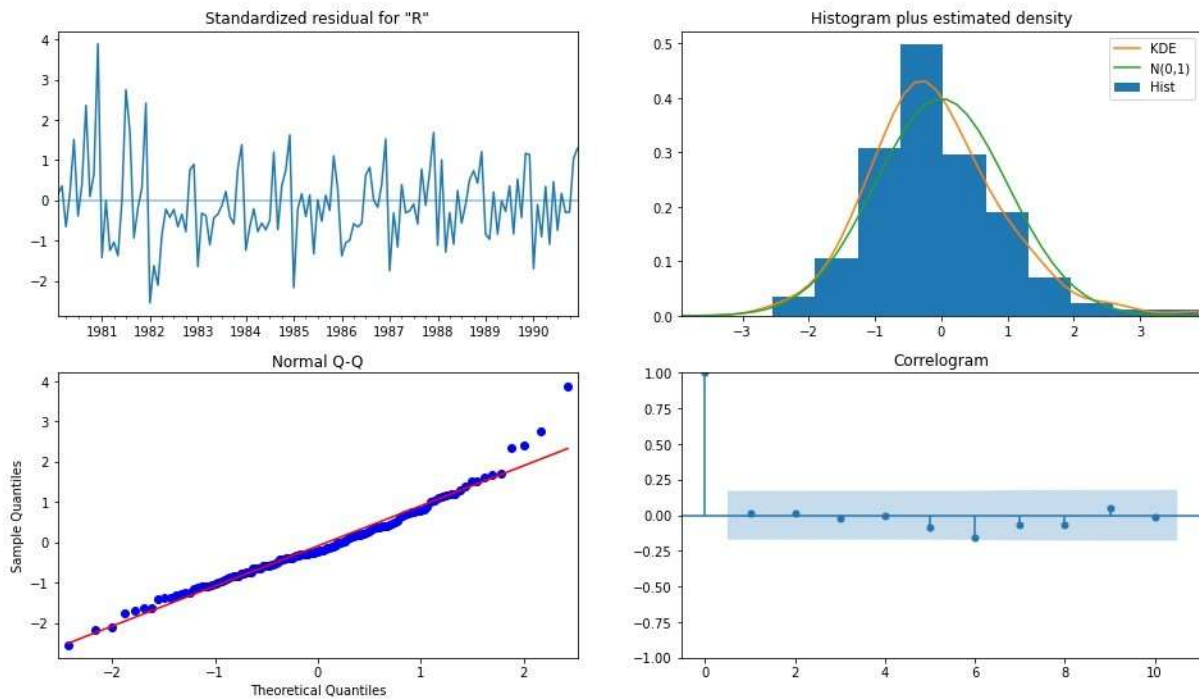 Standardized residual for "R"
4
3
2
1
0
−1
−2
1981 1982 1983 1984 1985 1986 1987 1988 1989 1990
Histogram plus estimated density
KDE
N(0,1)
Hist
0.5
0.4
0.3
0.2
0.1
0.0
−3 −2 −1 0 1 2 3
Normal Q-Q
Sample Quantiles
4
3
2
1
0
−1
−2
−2 −1 0 1 2
Theoretical Quantiles
Correlogram
1.00
0.75
0.50
0.25
0.00
−0.25
−0.50
−0.75
−1.00
0 2 4 6 8 10